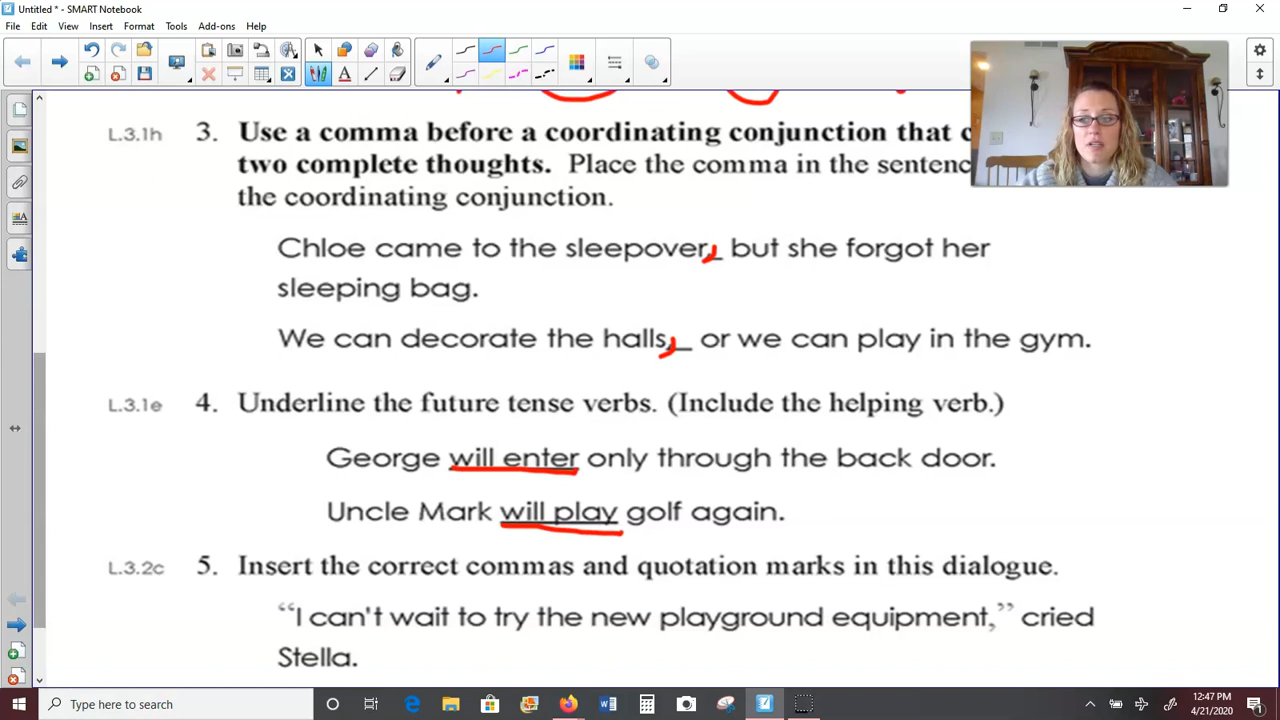 Untitled * - SMART Notebook
File Edit View Insert Format Tools Add-ons Help
L.3.1h 3. Use a comma before a coordinating conjunction that
two complete thoughts. Place the comma in the sentenc
the coordinating conjunction.
Chloe came to the sleepover, but she forgot her
sleeping bag.
We can decorate the halls, or we can play in the gym.
L.3.1e 4. Underline the future tense verbs. (Include the helping verb.)
George will enter only through the back door.
Uncle Mark will play golf again.
L.3.2c 5. Insert the correct commas and quotation marks in this dialogue.
“I can't wait to try the new playground equipment,” cried
Stella.
Type here to search
12:47 PM
4/21/2020